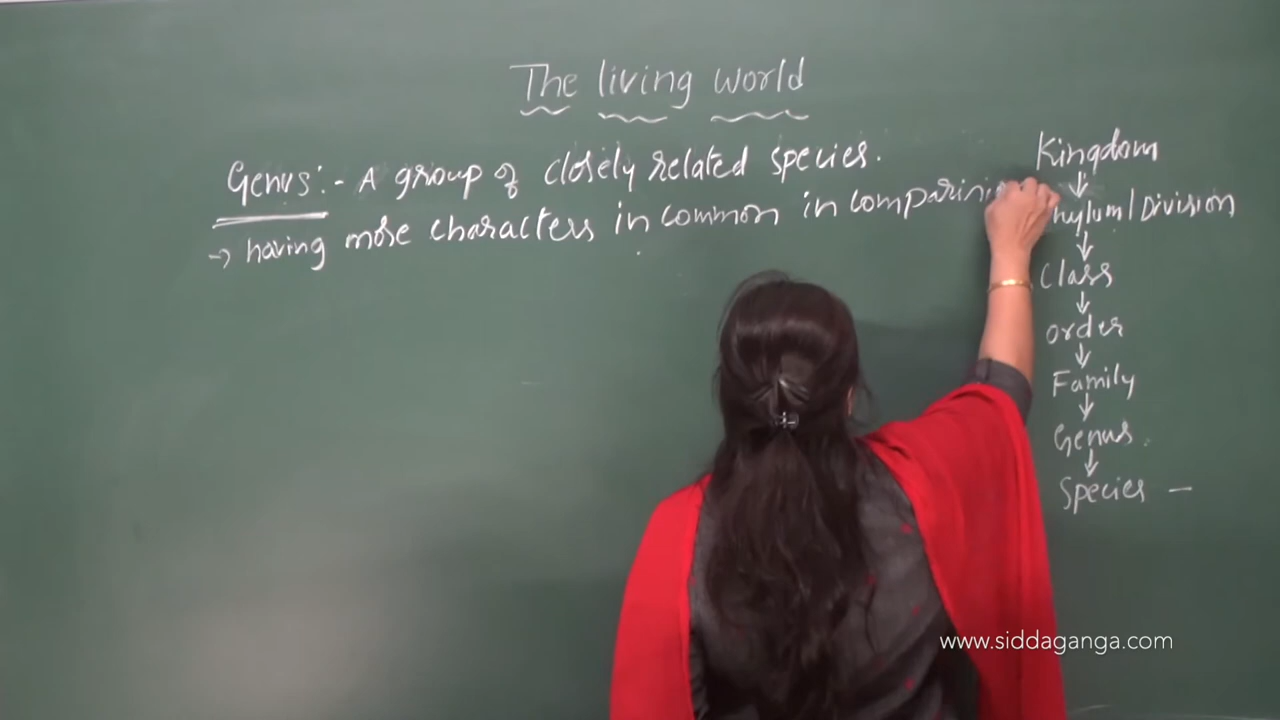 The living world
Genus:- A group of closely related species.
→ having more characters in common in comparin
Kingdom
↓
hylum/Division
↓
Class
↓
order
↓
Family
↓
Genus.
↓
Species -
www.siddaganga.com